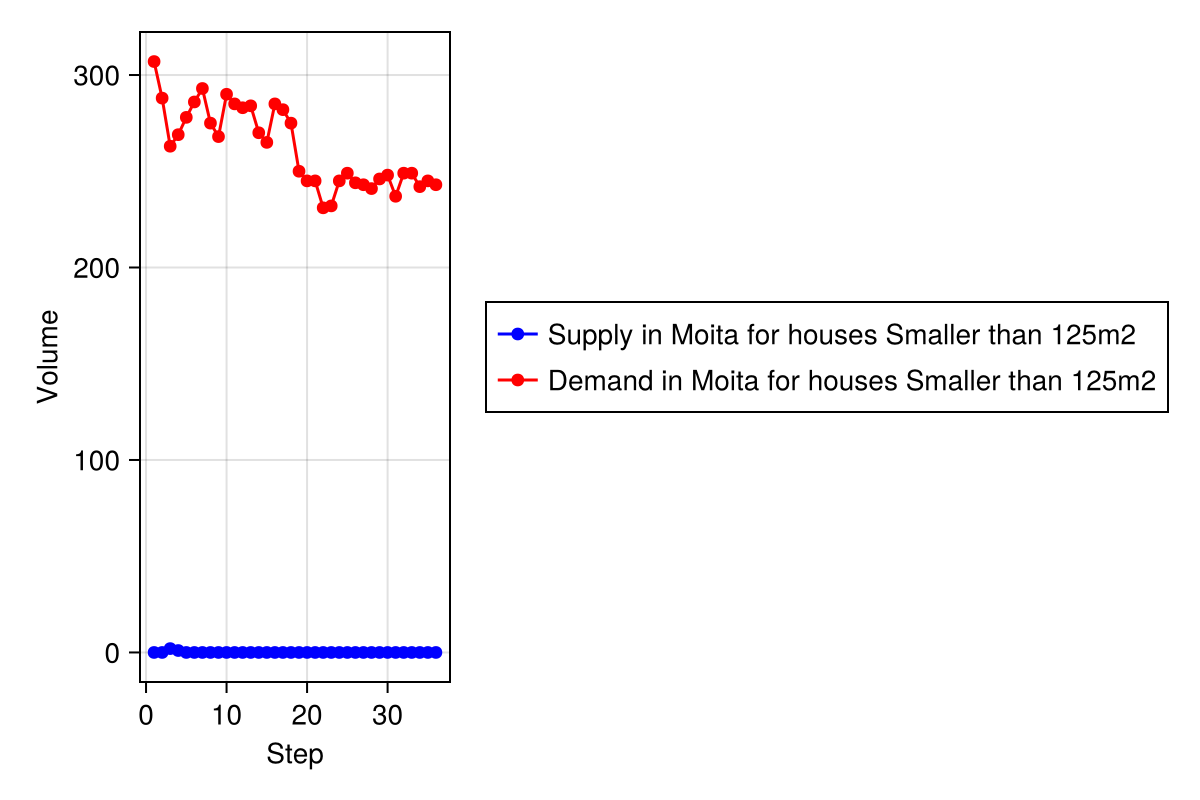 300
200
100
0
Volume
0 10 20 30
Step
Supply in Moita for houses Smaller than 125m2
Demand in Moita for houses Smaller than 125m2